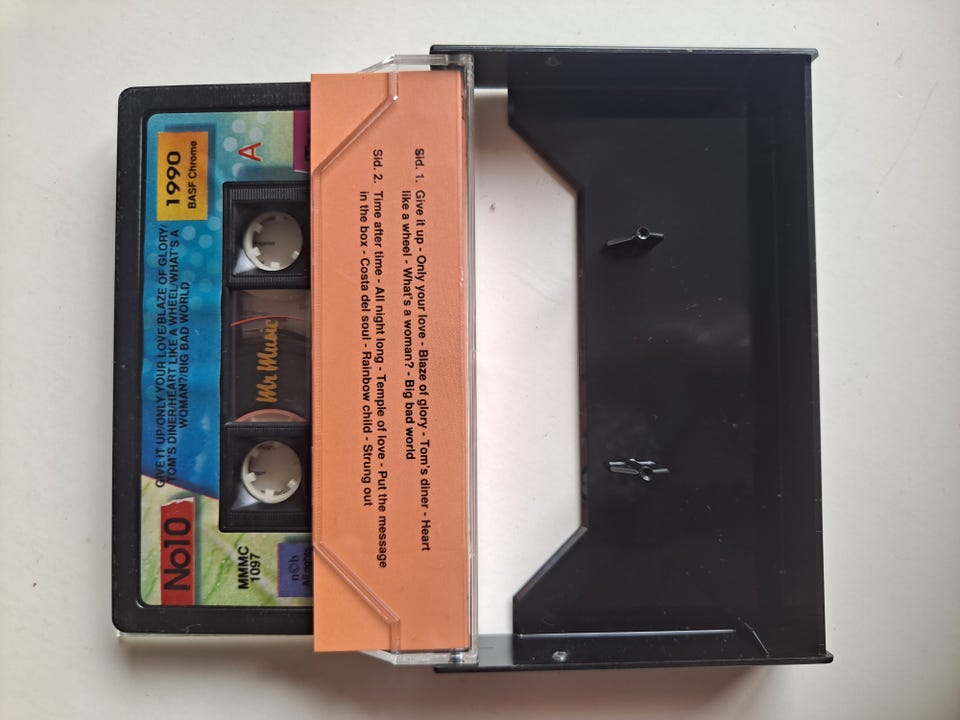 1990
BASF Chrome
A
GIVE IT UP/ONLY YOUR LOVE/BLAZE OF GLORY/
TOM'S DINER/HEART LIKE A WHEEL/WHAT'S A
WOMAN?/BIG BAD WORLD
Mr Music
No10
MMMC
1097
n©b
All rights
Sid. 1. Give it up - Only your love - Blaze of glory - Tom's diner - Heart
like a wheel - What's a woman? - Big bad world
Sid. 2. Time after time - All night long - Temple of love - Put the message
in the box - Costa del soul - Rainbow child - Strung out